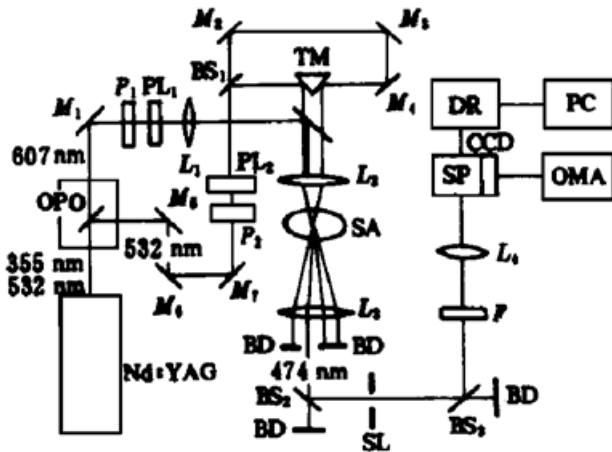 M₂
M₃
TM
BS₁
P₁
PL₁
M₁
M₄
DR
PC
CCD
607 nm
L₁
PL₂
L₂
SP
OMA
OPO
M₅
SA
P₂
532 nm
355 nm
532 nm
L₄
M₆
M₇
L₃
F
BD
BD
Nd:YAG
474 nm
BS₂
BD
BD
SL
BS₃